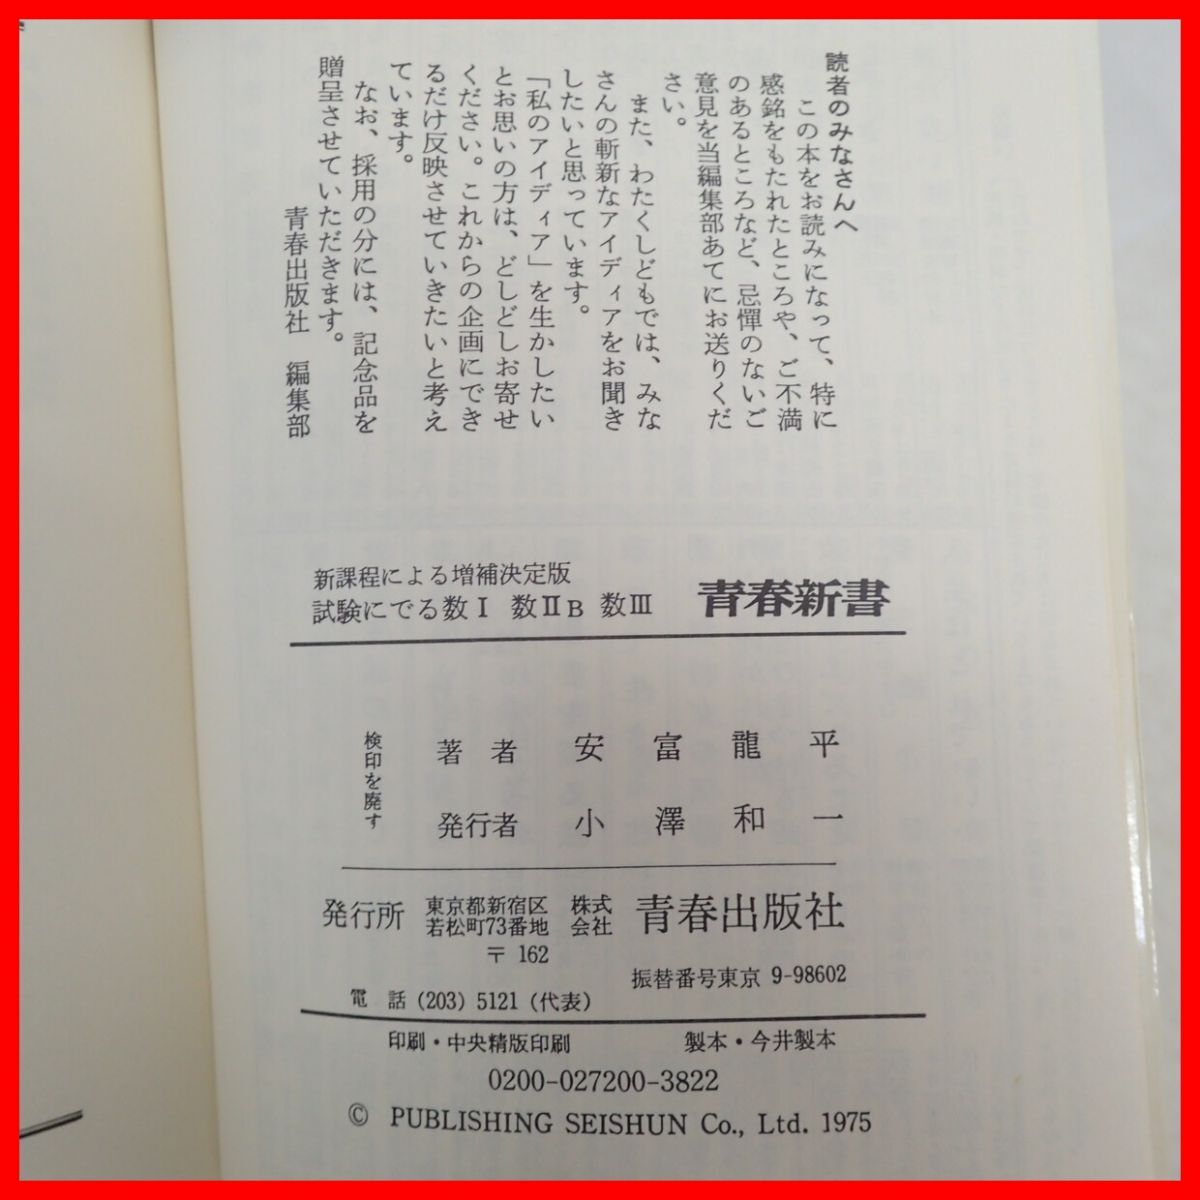 読者のみなさんへ
この本をお読みになって、特に
感銘をもたれたところや、ご不満
のあるところなど、忌憚のないご
意見を当編集部あてにお送りくだ
さい。
また、わたくしどもでは、みな
さんの斬新なアイディアをお聞き
したいと思っています。
「私のアイディア」を生かしたい
とお思いの方は、どしどしお寄せ
ください。これからの企画にでき
るだけ反映させていきたいと考え
ています。
なお、採用の分には、記念品を
贈呈させていただきます。
青春出版社 編集部
新課程による増補決定版
試験にでる数Ⅰ 数ⅡB 数Ⅲ 青春新書
検印を廃す
著者 安富龍平
発行者 小澤和一
発行所 東京都新宿区若松町73番地 株式会社 青春出版社
〒162
振替番号東京 9-98602
電話(203)5121(代表)
印刷・中央精版印刷 製本・今井製本
0200-027200-3822
© PUBLISHING SEISHUN Co., Ltd. 1975